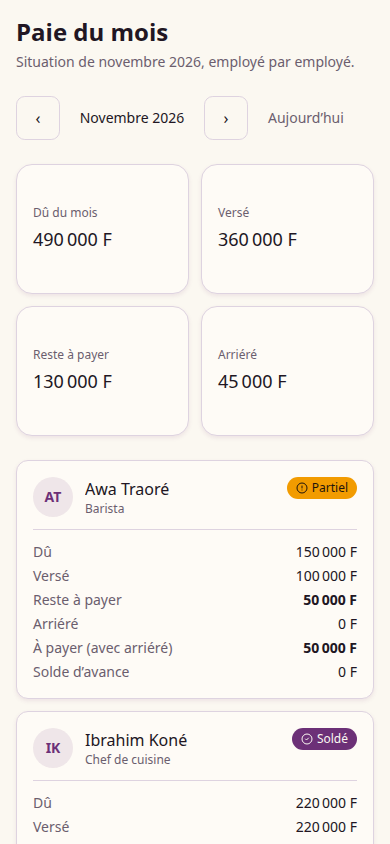 Paie du mois
Situation de novembre 2026, employé par employé.
‹ Novembre 2026 › Aujourd’hui
Dû du mois
490 000 F
Versé
360 000 F
Reste à payer
130 000 F
Arriéré
45 000 F
AT
Awa Traoré
Barista
Partiel
Dû 150 000 F
Versé 100 000 F
Reste à payer 50 000 F
Arriéré 0 F
À payer (avec arriéré) 50 000 F
Solde d’avance 0 F
IK
Ibrahim Koné
Chef de cuisine
Soldé
Dû 220 000 F
Versé 220 000 F